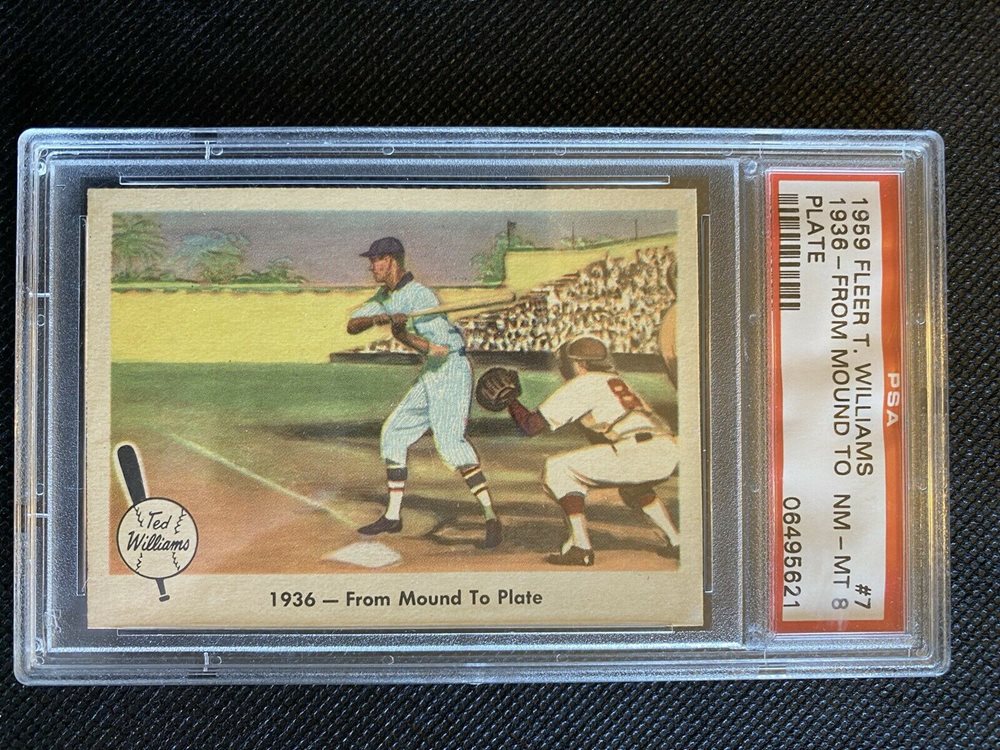 Ted
Williams
1936 — From Mound To Plate
PSA
1959 FLEER T. WILLIAMS #7
1936 - FROM MOUND TO NM - MT 8
PLATE 06495621
8